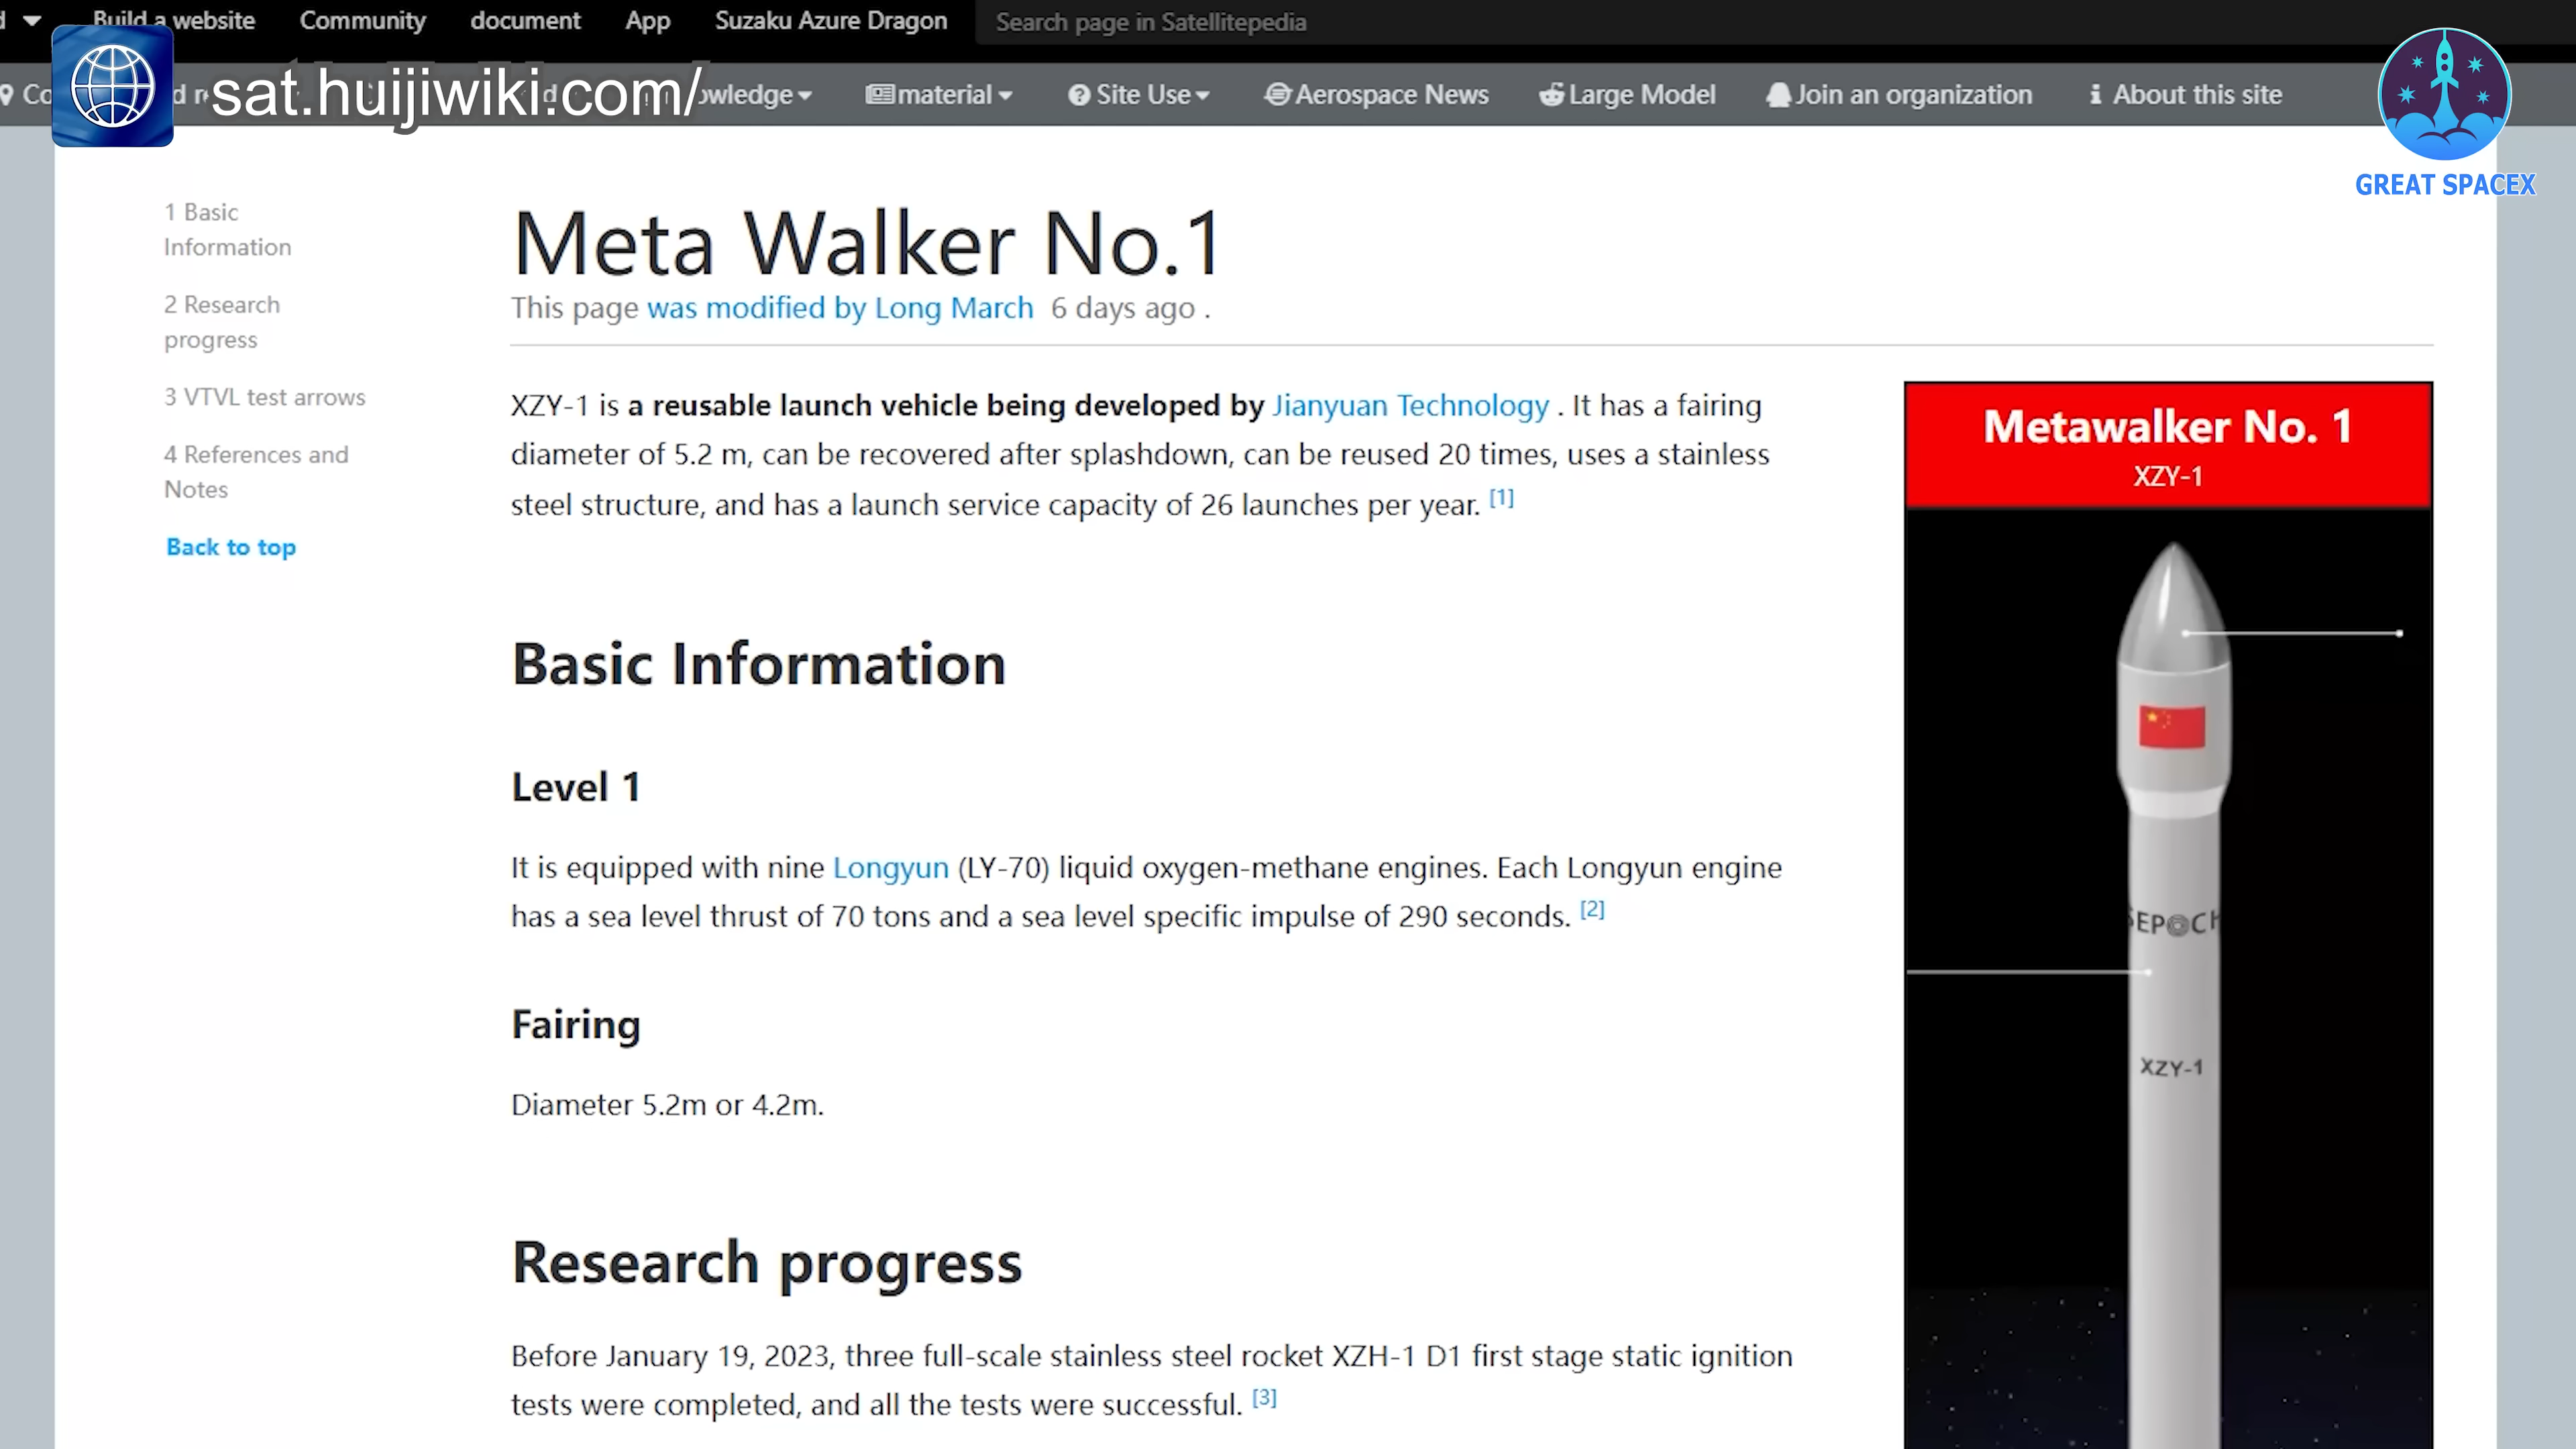 Build a website Community document App Suzaku Azure Dragon Search page in Satellitepedia
sat.huijiwiki.com/
material Site Use Aerospace News Large Model Join an organization About this site
GREAT SPACEX
1 Basic
Information
2 Research
progress
3 VTVL test arrows
4 References and
Notes
Back to top
Meta Walker No.1
This page was modified by Long March 6 days ago .
XZY-1 is a reusable launch vehicle being developed by Jianyuan Technology . It has a fairing
diameter of 5.2 m, can be recovered after splashdown, can be reused 20 times, uses a stainless
steel structure, and has a launch service capacity of 26 launches per year. [1]
Basic Information
Level 1
It is equipped with nine Longyun (LY-70) liquid oxygen-methane engines. Each Longyun engine
has a sea level thrust of 70 tons and a sea level specific impulse of 290 seconds. [2]
Fairing
Diameter 5.2m or 4.2m.
Research progress
Before January 19, 2023, three full-scale stainless steel rocket XZH-1 D1 first stage static ignition
tests were completed, and all the tests were successful. [3]
Metawalker No. 1
XZY-1
SEPOCH
XZY-1